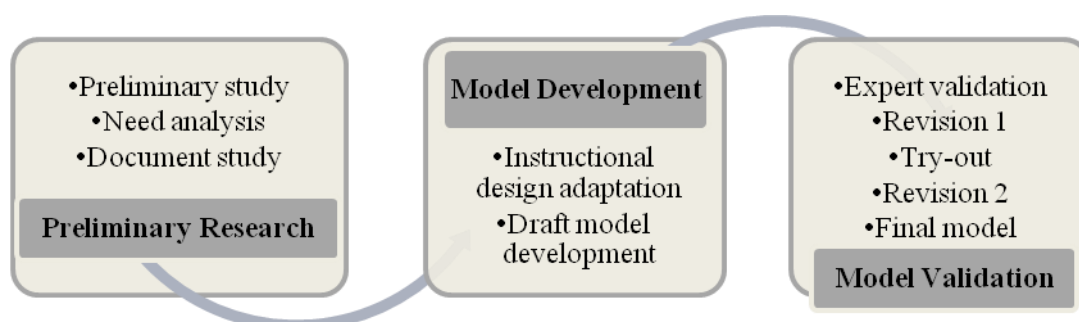 •Preliminary study
•Need analysis
•Document study
Preliminary Research
Model Development
•Instructional
design adaptation
•Draft model
development
•Expert validation
•Revision 1
•Try-out
•Revision 2
•Final model
Model Validation